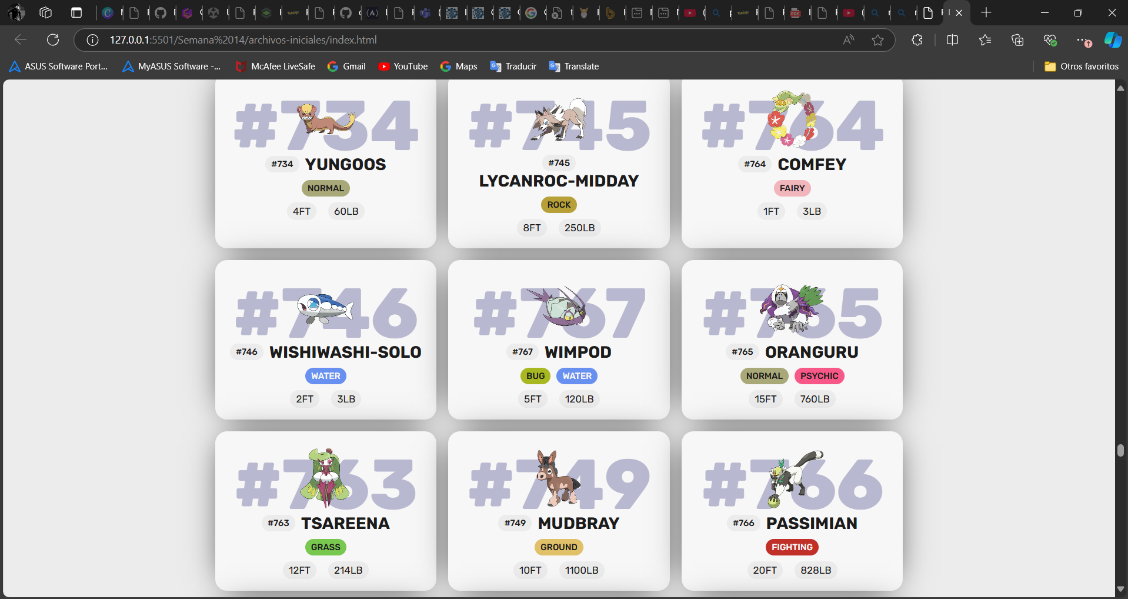 127.0.0.1:5501/Semana%2014/archivos-iniciales/index.html
ASUS Software Port... MyASUS Software -... McAfee LiveSafe Gmail YouTube Maps Traducir Translate Otros favoritos
#734 #745 #764
#734 YUNGOOS
NORMAL
4FT 60LB
#745
LYCANROC-MIDDAY
ROCK
8FT 250LB
#764 COMFEY
FAIRY
1FT 3LB
#746 #767 #765
#746 WISHIWASHI-SOLO
WATER
2FT 3LB
#767 WIMPOD
BUG WATER
5FT 120LB
#765 ORANGURU
NORMAL PSYCHIC
15FT 760LB
#763 #749 #766
#763 TSAREENA
GRASS
12FT 214LB
#749 MUDBRAY
GROUND
10FT 1100LB
#766 PASSIMIAN
FIGHTING
20FT 828LB